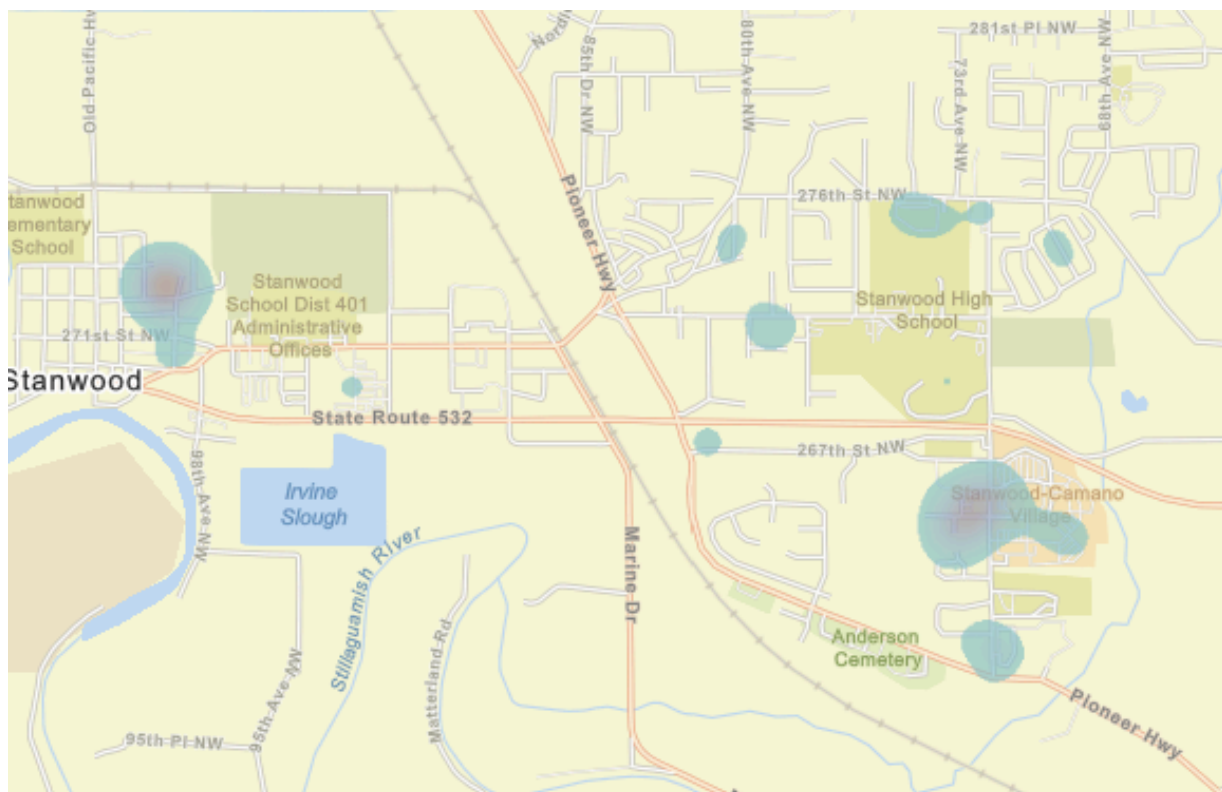 281st Pl NW
Old Pacific Hw
85th Dr NW
80th Ave NW
73rd Ave NW
68th Ave NW
Pioneer Hwy
276th St NW
tanwood
ementary
School
Stanwood
School Dist 401
Administrative
Offices
Stanwood High
School
271st St NW
Stanwood
State Route 532
267th St NW
98th Ave NW
Irvine
Slough
Stanwood-Camano
Village
Stillaguamish River
Marine Dr
Matterland Rd
Anderson
Cemetery
95th Ave NW
95th Pl NW
Pioneer Hwy